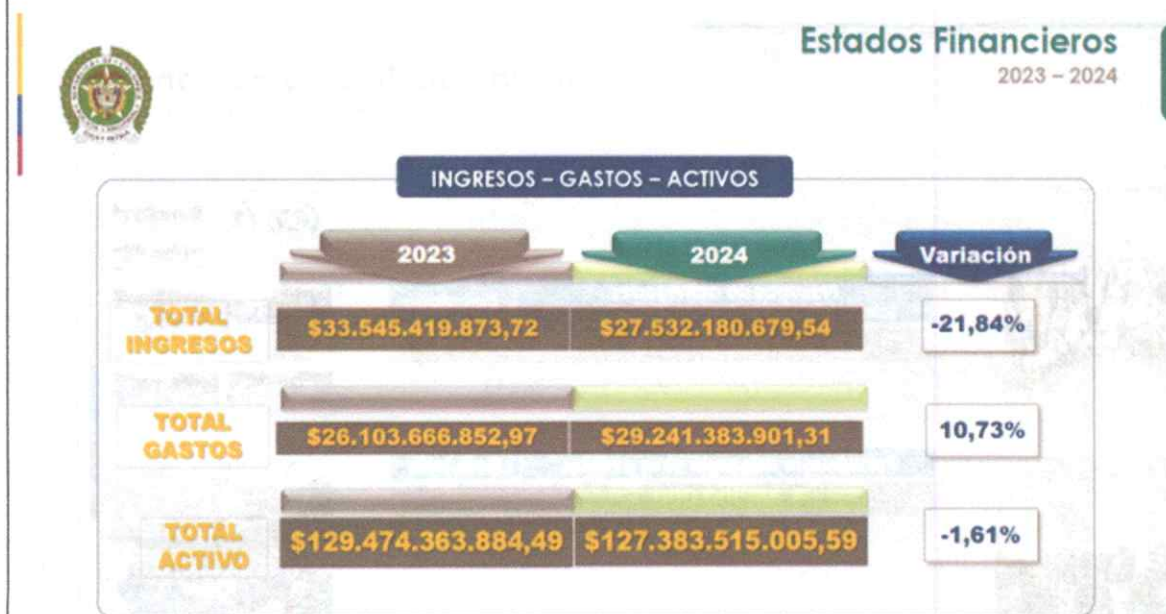 Estados Financieros
2023 – 2024
INGRESOS – GASTOS – ACTIVOS
2023
2024
Variación
TOTAL
INGRESOS
$33.545.419.873,72
$27.532.180.679,54
-21,84%
TOTAL
GASTOS
$26.103.666.852,97
$29.241.383.901,31
10,73%
TOTAL
ACTIVO
$129.474.363.884,49
$127.383.515.005,59
-1,61%